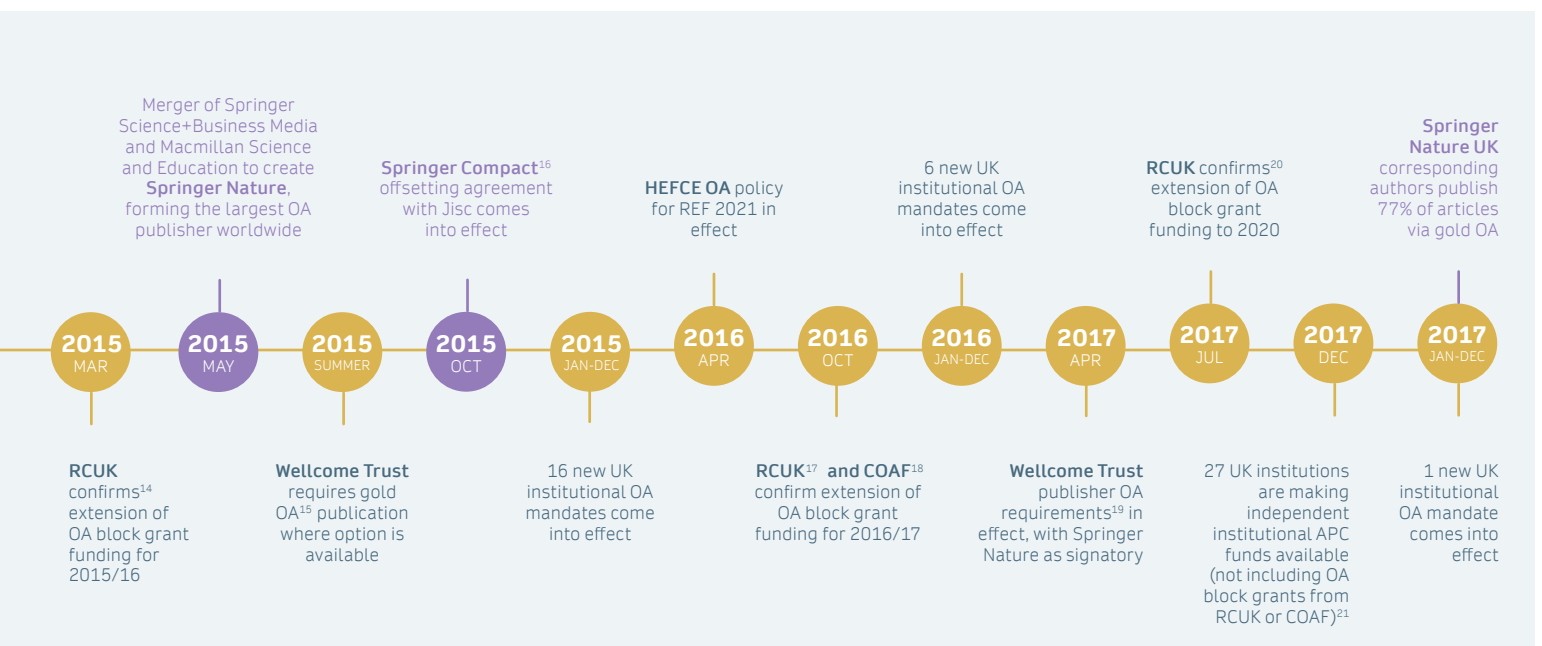 Merger of Springer
Science+Business Media
and Macmillan Science
and Education to create
Springer Nature,
forming the largest OA
publisher worldwide
Springer Compact16
offsetting agreement
with Jisc comes
into effect
HEFCE OA policy
for REF 2021 in
effect
6 new UK
institutional OA
mandates come
into effect
RCUK confirms20
extension of OA
block grant
funding to 2020
Springer
Nature UK
corresponding
authors publish
77% of articles
via gold OA
2015
MAR
2015
MAY
2015
SUMMER
2015
OCT
2015
JAN-DEC
2016
APR
2016
OCT
2016
JAN-DEC
2017
APR
2017
JUL
2017
DEC
2017
JAN-DEC
RCUK
confirms14
extension of
OA block grant
funding for
2015/16
Wellcome Trust
requires gold
OA15 publication
where option is
available
16 new UK
institutional OA
mandates come
into effect
RCUK17 and COAF18
confirm extension of
OA block grant
funding for 2016/17
Wellcome Trust
publisher OA
requirements19 in
effect, with Springer
Nature as signatory
27 UK institutions
are making
independent
institutional APC
funds available
(not including OA
block grants from
RCUK or COAF)21
1 new UK
institutional
OA mandate
comes into
effect